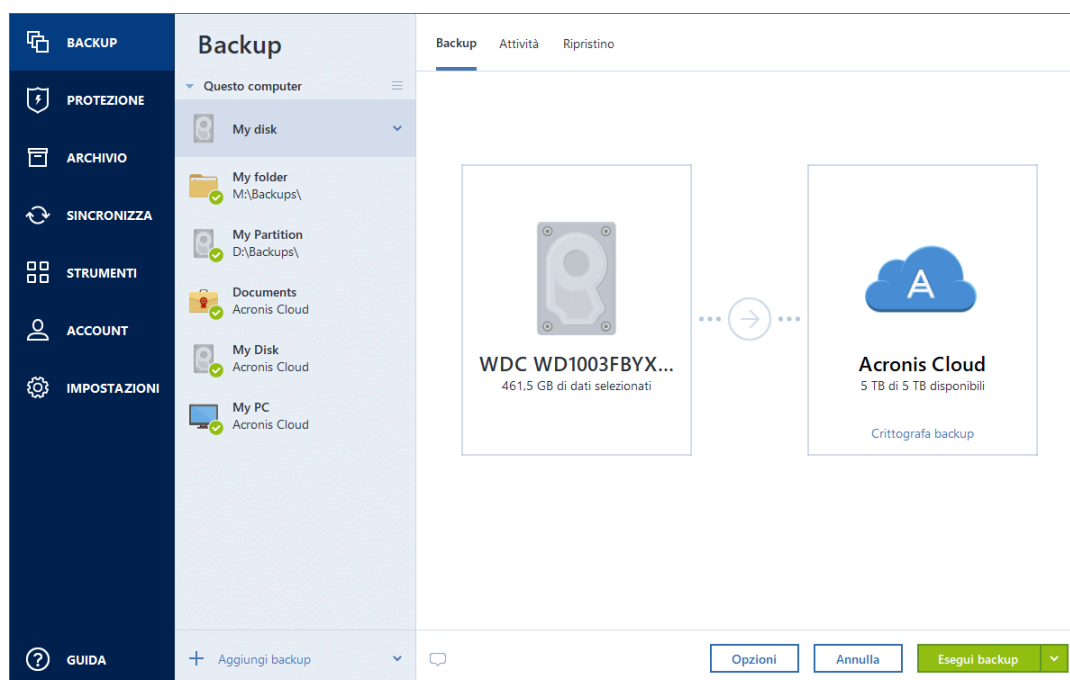 BACKUP
PROTEZIONE
ARCHIVIO
SINCRONIZZA
STRUMENTI
ACCOUNT
IMPOSTAZIONI
GUIDA
Backup
Questo computer
My disk
My folder
M:\Backups\
My Partition
D:\Backups\
Documents
Acronis Cloud
My Disk
Acronis Cloud
My PC
Acronis Cloud
Aggiungi backup
Backup Attività Ripristino
WDC WD1003FBYX...
461,5 GB di dati selezionati
A
Acronis Cloud
5 TB di 5 TB disponibili
Crittografa backup
Opzioni Annulla Esegui backup